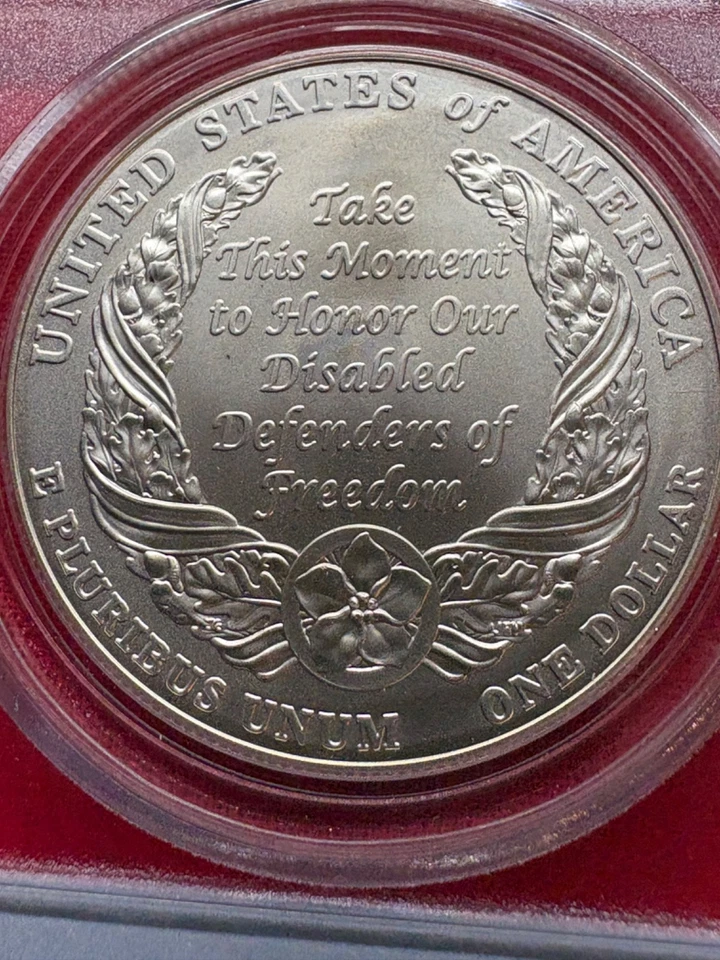 UNITED STATES of AMERICA
Take
This Moment
to Honor Our
Disabled
Defenders of
Freedom
E PLURIBUS UNUM
ONE DOLLAR